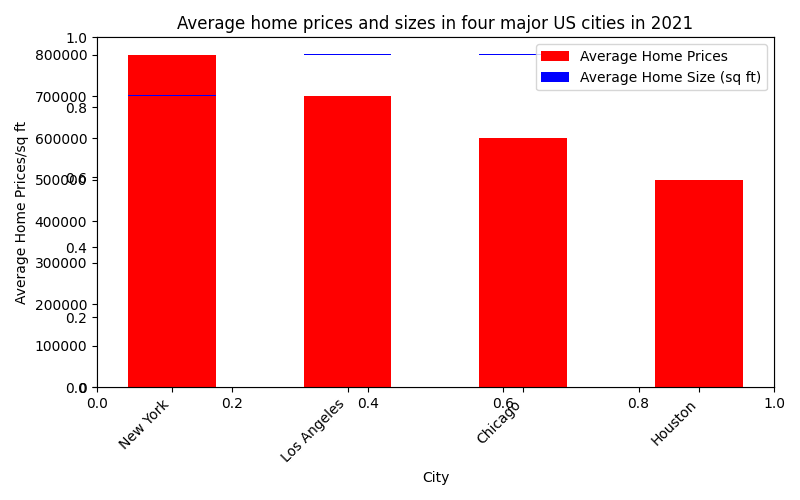 Average home prices and sizes in four major US cities in 2021
Average Home Prices
Average Home Size (sq ft)
1.0
0.8
0.6
0.4
0.2
0.0
800000
700000
600000
500000
400000
300000
200000
100000
0
Average Home Prices/sq ft
0.0
0.2
0.4
0.6
0.8
1.0
New York
Los Angeles
Chicago
Houston
City